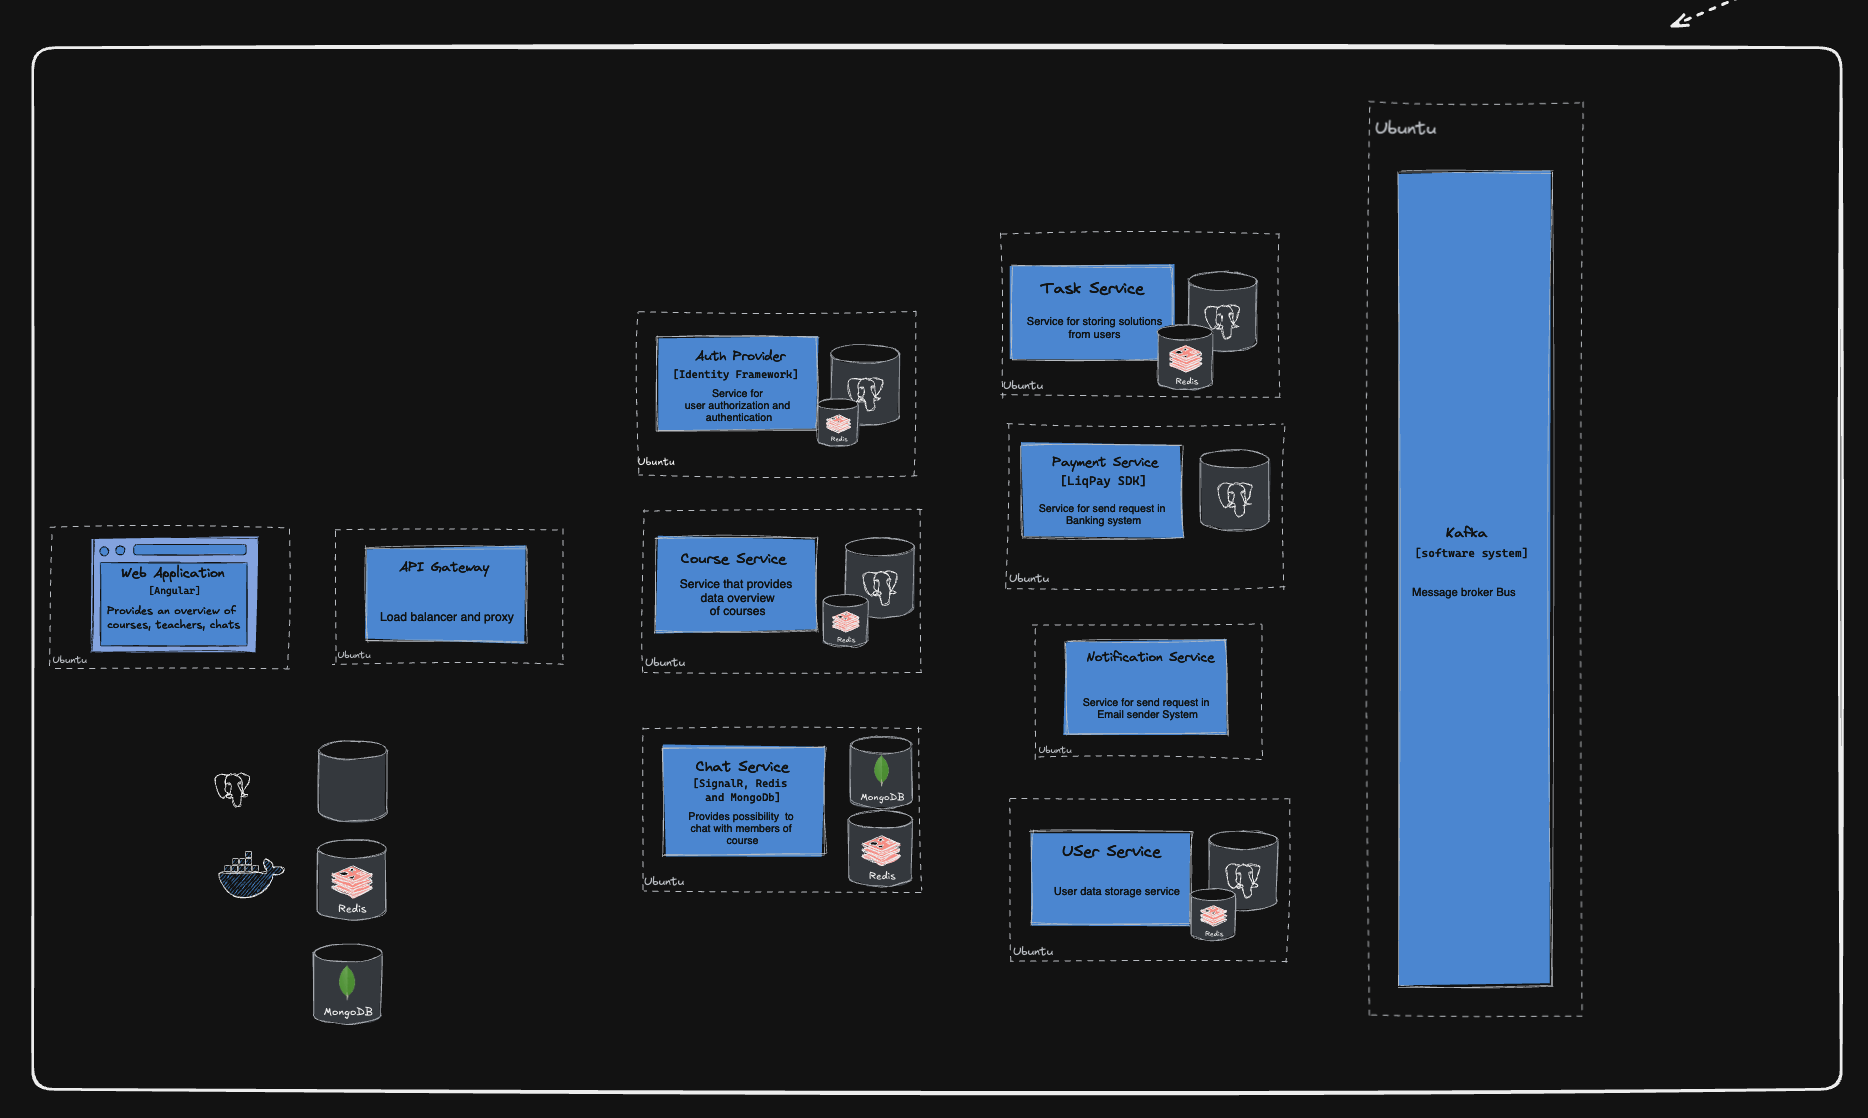 Web Application
[Angular]
Provides an overview of
courses, teachers, chats
Ubuntu
API Gateway
Load balancer and proxy
Ubuntu
Redis
MongoDB
Auth Provider
[Identity Framework]
Service for
user authorization and
authentication
Redis
Ubuntu
Course Service
Service that provides
data overview
of courses
Redis
Ubuntu
Chat Service
[SignalR, Redis
and MongoDb]
Provides possibility to
chat with members of
course
MongoDB
Redis
Ubuntu
Task Service
Service for storing solutions
from users
Redis
Ubuntu
Payment Service
[LiqPay SDK]
Service for send request in
Banking system
Ubuntu
Notification Service
Service for send request in
Email sender System
Ubuntu
USer Service
User data storage service
Redis
Ubuntu
Ubuntu
Kafka
[software system]
Message broker Bus